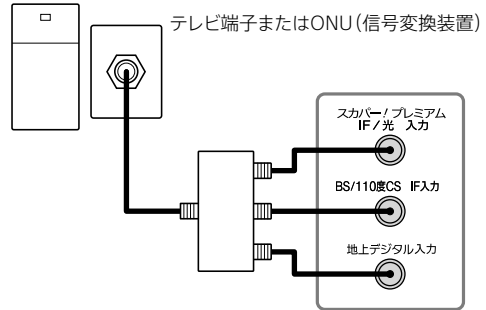 テレビ端子またはONU（信号変換装置）
スカパー！プレミアム
IF／光 入力
BS/110度CS IF入力
地上デジタル入力